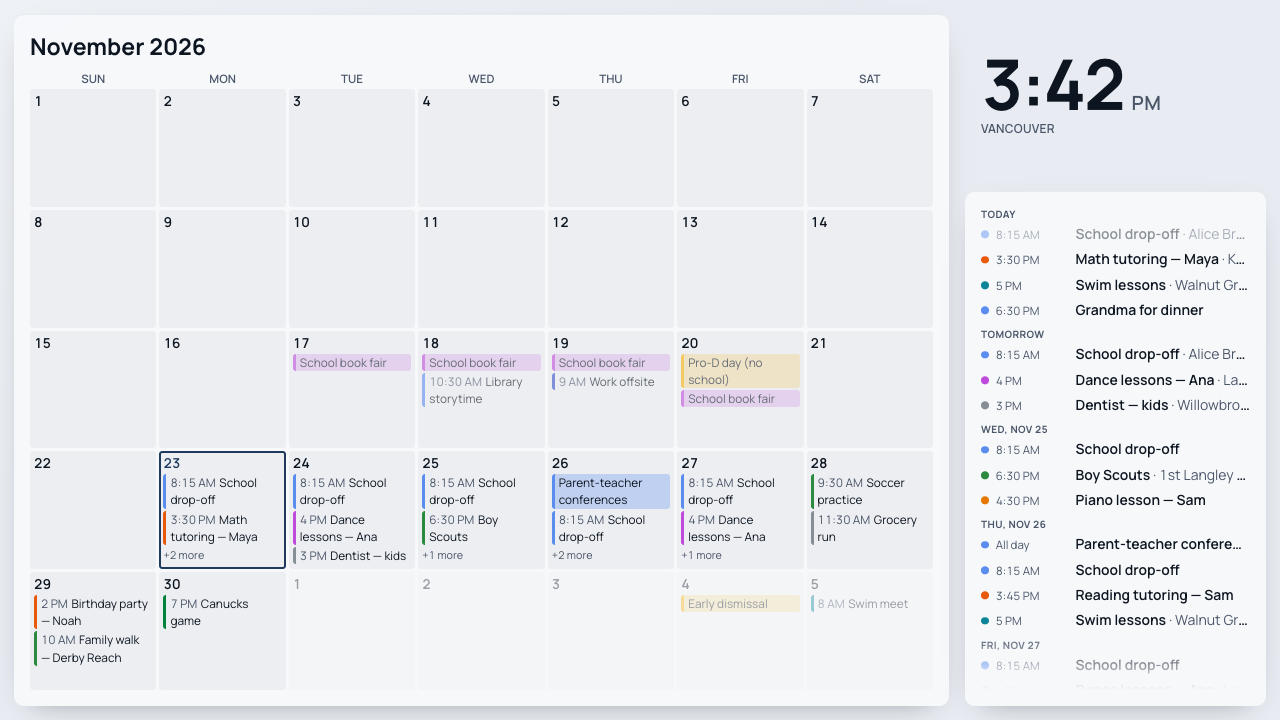 November 2026
SUN MON TUE WED THU FRI SAT
1 2 3 4 5 6 7
8 9 10 11 12 13 14
15 16 17 18 19 20 21
School book fair
School book fair
10:30 AM Library
storytime
School book fair
9 AM Work offsite
Pro-D day (no
school)
School book fair
22 23 24 25 26 27 28
8:15 AM School
drop-off
3:30 PM Math
tutoring — Maya
+2 more
8:15 AM School
drop-off
4 PM Dance
lessons — Ana
3 PM Dentist — kids
8:15 AM School
drop-off
6:30 PM Boy
Scouts
+1 more
Parent-teacher
conferences
8:15 AM School
drop-off
+2 more
8:15 AM School
drop-off
4 PM Dance
lessons — Ana
+1 more
9:30 AM Soccer
practice
11:30 AM Grocery
run
29 30 1 2 3 4 5
2 PM Birthday party
— Noah
10 AM Family walk
— Derby Reach
7 PM Canucks
game
Early dismissal
8 AM Swim meet
3:42 PM
VANCOUVER
TODAY
8:15 AM School drop-off · Alice Br...
3:30 PM Math tutoring — Maya · K...
5 PM Swim lessons · Walnut Gr...
6:30 PM Grandma for dinner
TOMORROW
8:15 AM School drop-off · Alice Br...
4 PM Dance lessons — Ana · La...
3 PM Dentist — kids · Willowbro...
WED, NOV 25
8:15 AM School drop-off
6:30 PM Boy Scouts · 1st Langley ...
4:30 PM Piano lesson — Sam
THU, NOV 26
All day Parent-teacher confere...
8:15 AM School drop-off
3:45 PM Reading tutoring — Sam
5 PM Swim lessons · Walnut Gr...
FRI, NOV 27
8:15 AM School drop-off